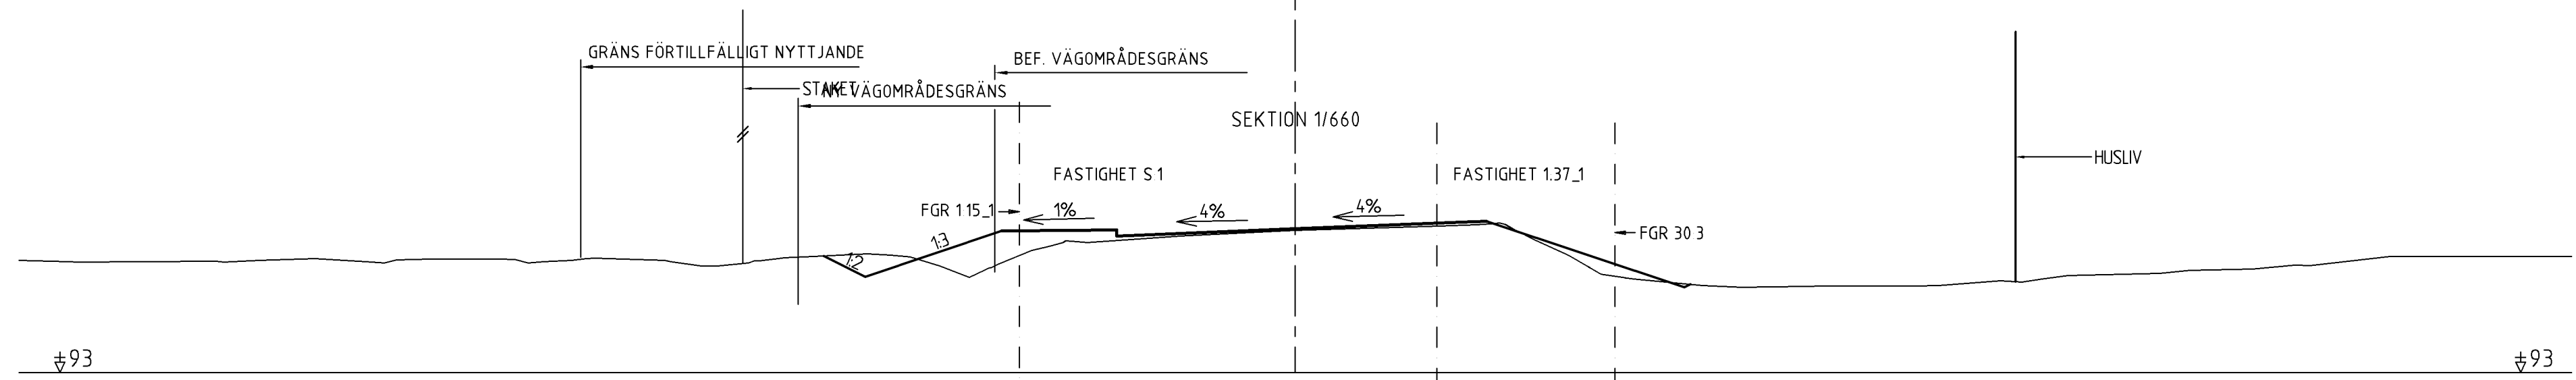 GRÄNS FÖRTILLFÄLLIGT NYTTJANDE
BEF. VÄGOMRÅDESGRÄNS
STAKET
NY VÄGOMRÅDESGRÄNS
SEKTION 1/660
HUSLIV
FASTIGHET S 1
FASTIGHET 1.37_1
FGR 1 15_1
1%
4%
4%
FGR 30 3
1:3
1:2
±93
±93